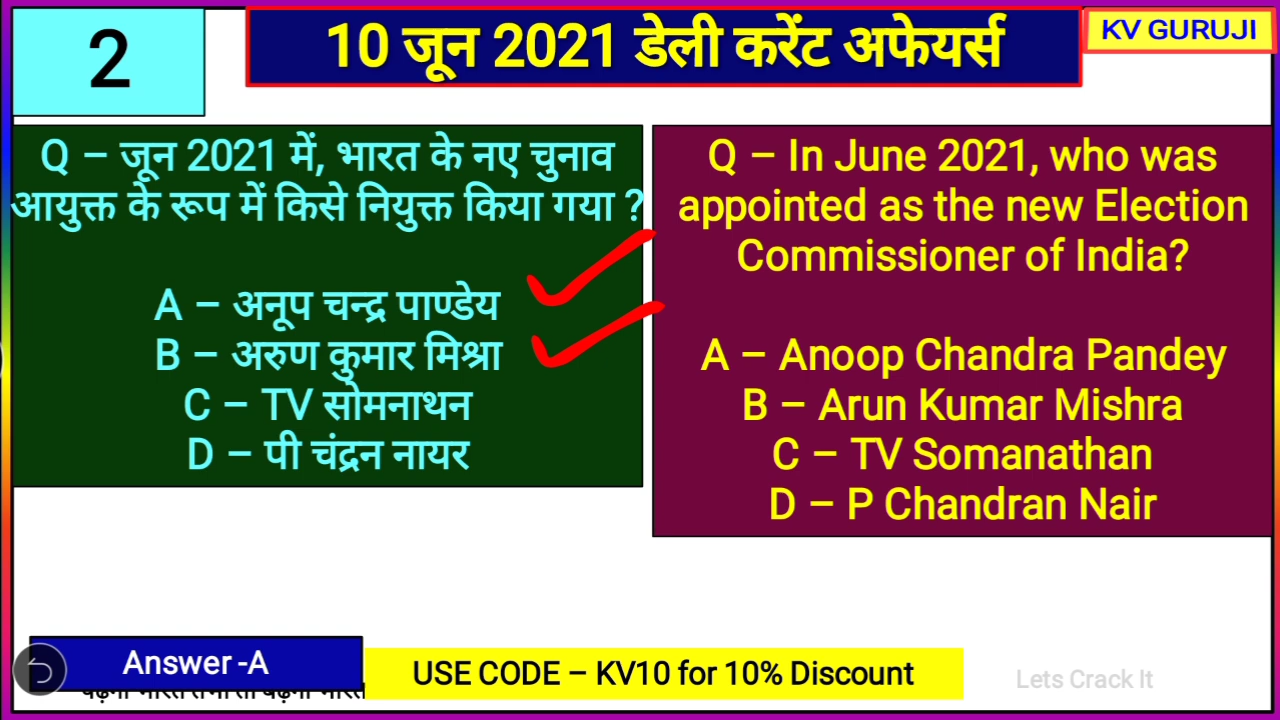 2
10 जून 2021 डेली करेंट अफेयर्स
KV GURUJI
Q – जून 2021 में, भारत के नए चुनाव
आयुक्त के रूप में किसे नियुक्त किया गया ?
A – अनूप चन्द्र पाण्डेय
B – अरुण कुमार मिश्रा
C – TV सोमनाथन
D – पी चंद्रन नायर
Q – In June 2021, who was
appointed as the new Election
Commissioner of India?
A – Anoop Chandra Pandey
B – Arun Kumar Mishra
C – TV Somanathan
D – P Chandran Nair
Answer -A
USE CODE – KV10 for 10% Discount
Lets Crack It